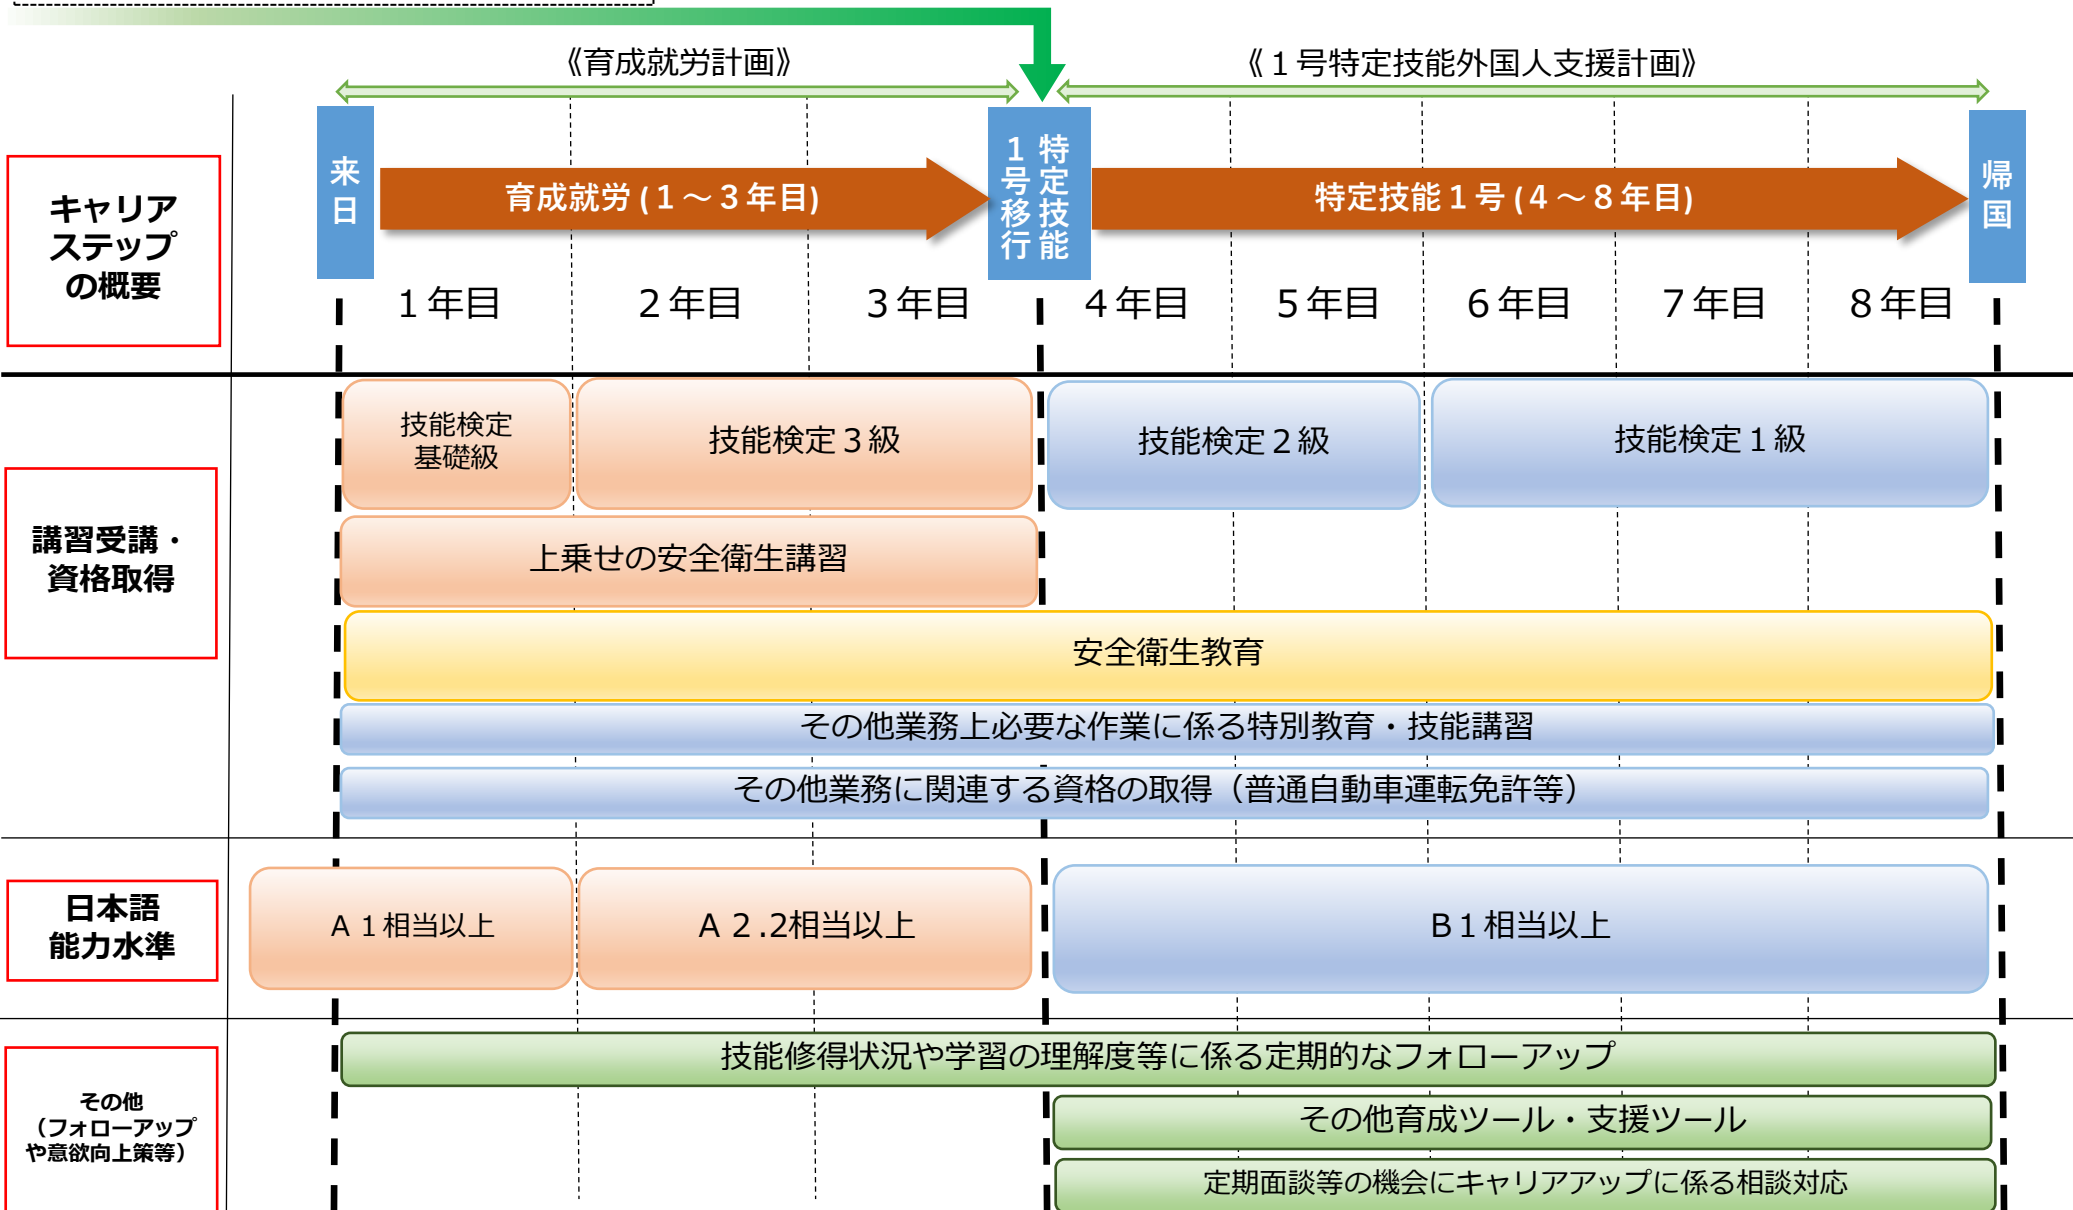 《育成就労計画》
《１号特定技能外国人支援計画》
キャリア
ステップ
の概要
来日
育成就労 (１～３年目)
特定技能
１号移行
特定技能１号 (４～８年目)
帰国
１年目
２年目
３年目
４年目
５年目
６年目
７年目
８年目
講習受講・
資格取得
技能検定
基礎級
技能検定３級
技能検定２級
技能検定１級
上乗せの安全衛生講習
安全衛生教育
その他業務上必要な作業に係る特別教育・技能講習
その他業務に関連する資格の取得（普通自動車運転免許等）
日本語
能力水準
Ａ１相当以上
Ａ２.2相当以上
Ｂ１相当以上
その他
（フォローアップ
や意欲向上策等）
技能修得状況や学習の理解度等に係る定期的なフォローアップ
その他育成ツール・支援ツール
定期面談等の機会にキャリアアップに係る相談対応